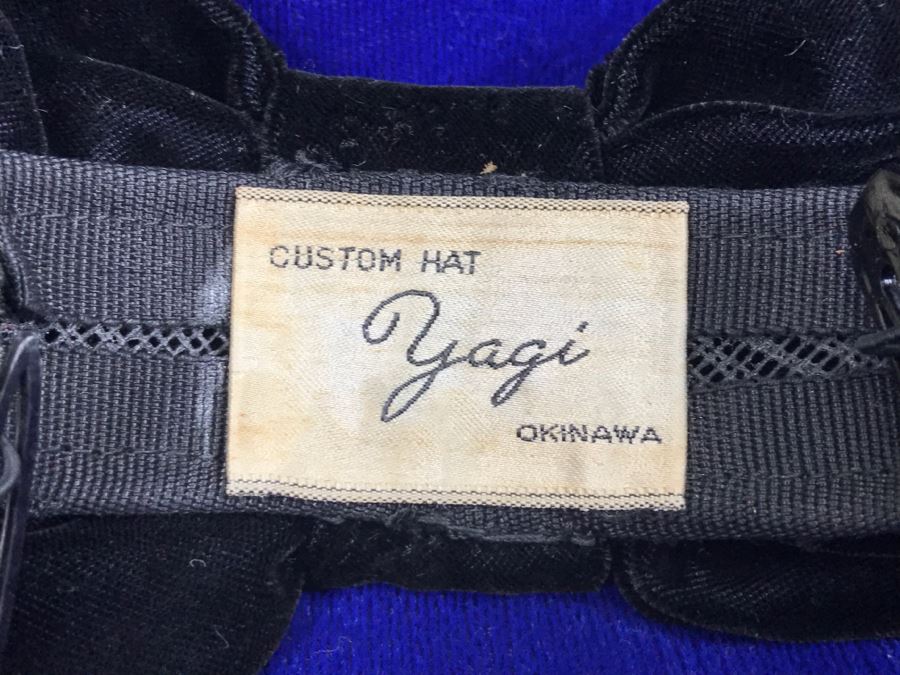 CUSTOM HAT
Yagi
OKINAWA